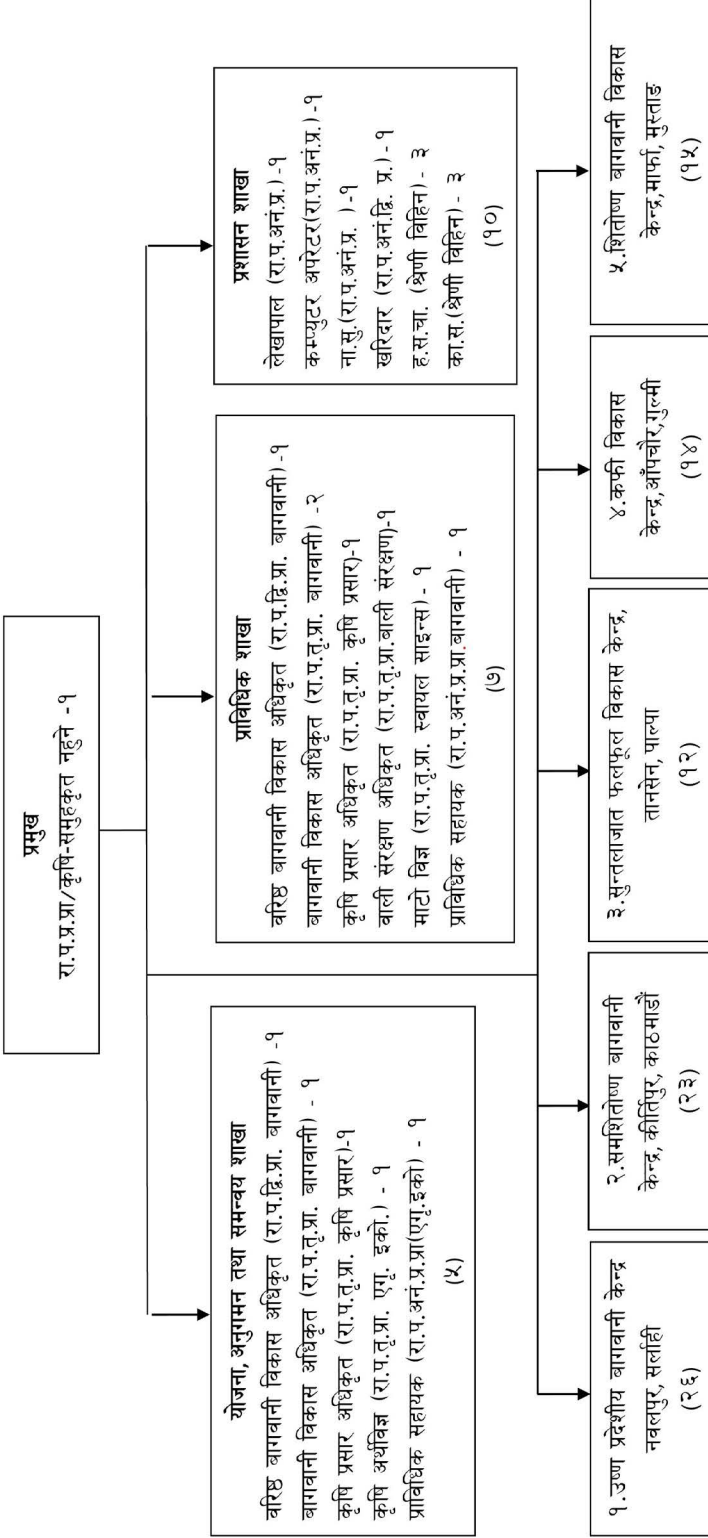 प्रमुख
रा.प.प्र.प्रा/कृषि-समुहकृत नहुने -१
योजना, अनुगमन तथा समन्वय शाखा
वरिष्ठ बागवानी विकास अधिकृत (रा.प.द्वि.प्रा. बागवानी) -१
बागवानी विकास अधिकृत (रा.प.तृ.प्रा. बागवानी) - १
कृषि प्रसार अधिकृत (रा.प.तृ.प्रा. कृषि प्रसार)-१
कृषि अर्थविज्ञ (रा.प.तृ.प्रा. एगृ. इको.) - १
प्राविधिक सहायक (रा.प.अनं.प्र.प्रा(एगृ.इको) - १
(५)
प्राविधिक शाखा
वरिष्ठ बागवानी विकास अधिकृत (रा.प.द्वि.प्रा. बागवानी)-१
बागवानी विकास अधिकृत (रा.प.तृ.प्रा. बागवानी) -२
कृषि प्रसार अधिकृत (रा.प.तृ.प्रा. कृषि प्रसार)-१
बाली संरक्षण अधिकृत (रा.प.तृ.प्रा.बाली संरक्षण)-१
माटो विज्ञ (रा.प.तृ.प्रा. स्वायल साइन्स)- १
प्राविधिक सहायक (रा.प.अनं.प्र.प्रा.बागवानी) - १
(७)
प्रशासन शाखा
लेखापाल (रा.प.अनं.प्र.)-१
कम्प्युटर अपरेटर(रा.प.अनं.प्र.)-१
ना.सु.(रा.प.अनं.प्र. )-१
खरिदार (रा.प.अनं.द्वि. प्र.)- १
ह.स.चा. (श्रेणी विहिन)- ३
का.स.(श्रेणी विहिन)- ३
(१०)
१.उष्ण प्रदेशीय बागवानी केन्द्र
नवलपुर, सर्लाही
(२६)
२.समशितोष्ण बागवानी
केन्द्र, कीर्तिपुर, काठमाडौं
(२३)
३.सुन्तलाजात फलफूल विकास केन्द्र,
तानसेन, पाल्पा
(१२)
४.कफी विकास
केन्द्र,आँपचौर,गुल्मी
(१४)
५.शितोष्ण बागवानी विकास
केन्द्र,मार्फा, मुस्ताङ
(१५)